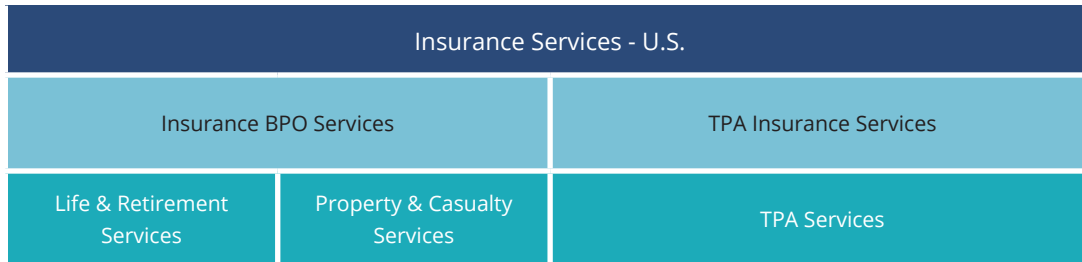 Insurance Services - U.S.
Insurance BPO Services
TPA Insurance Services
Life & Retirement
Services
Property & Casualty
Services
TPA Services